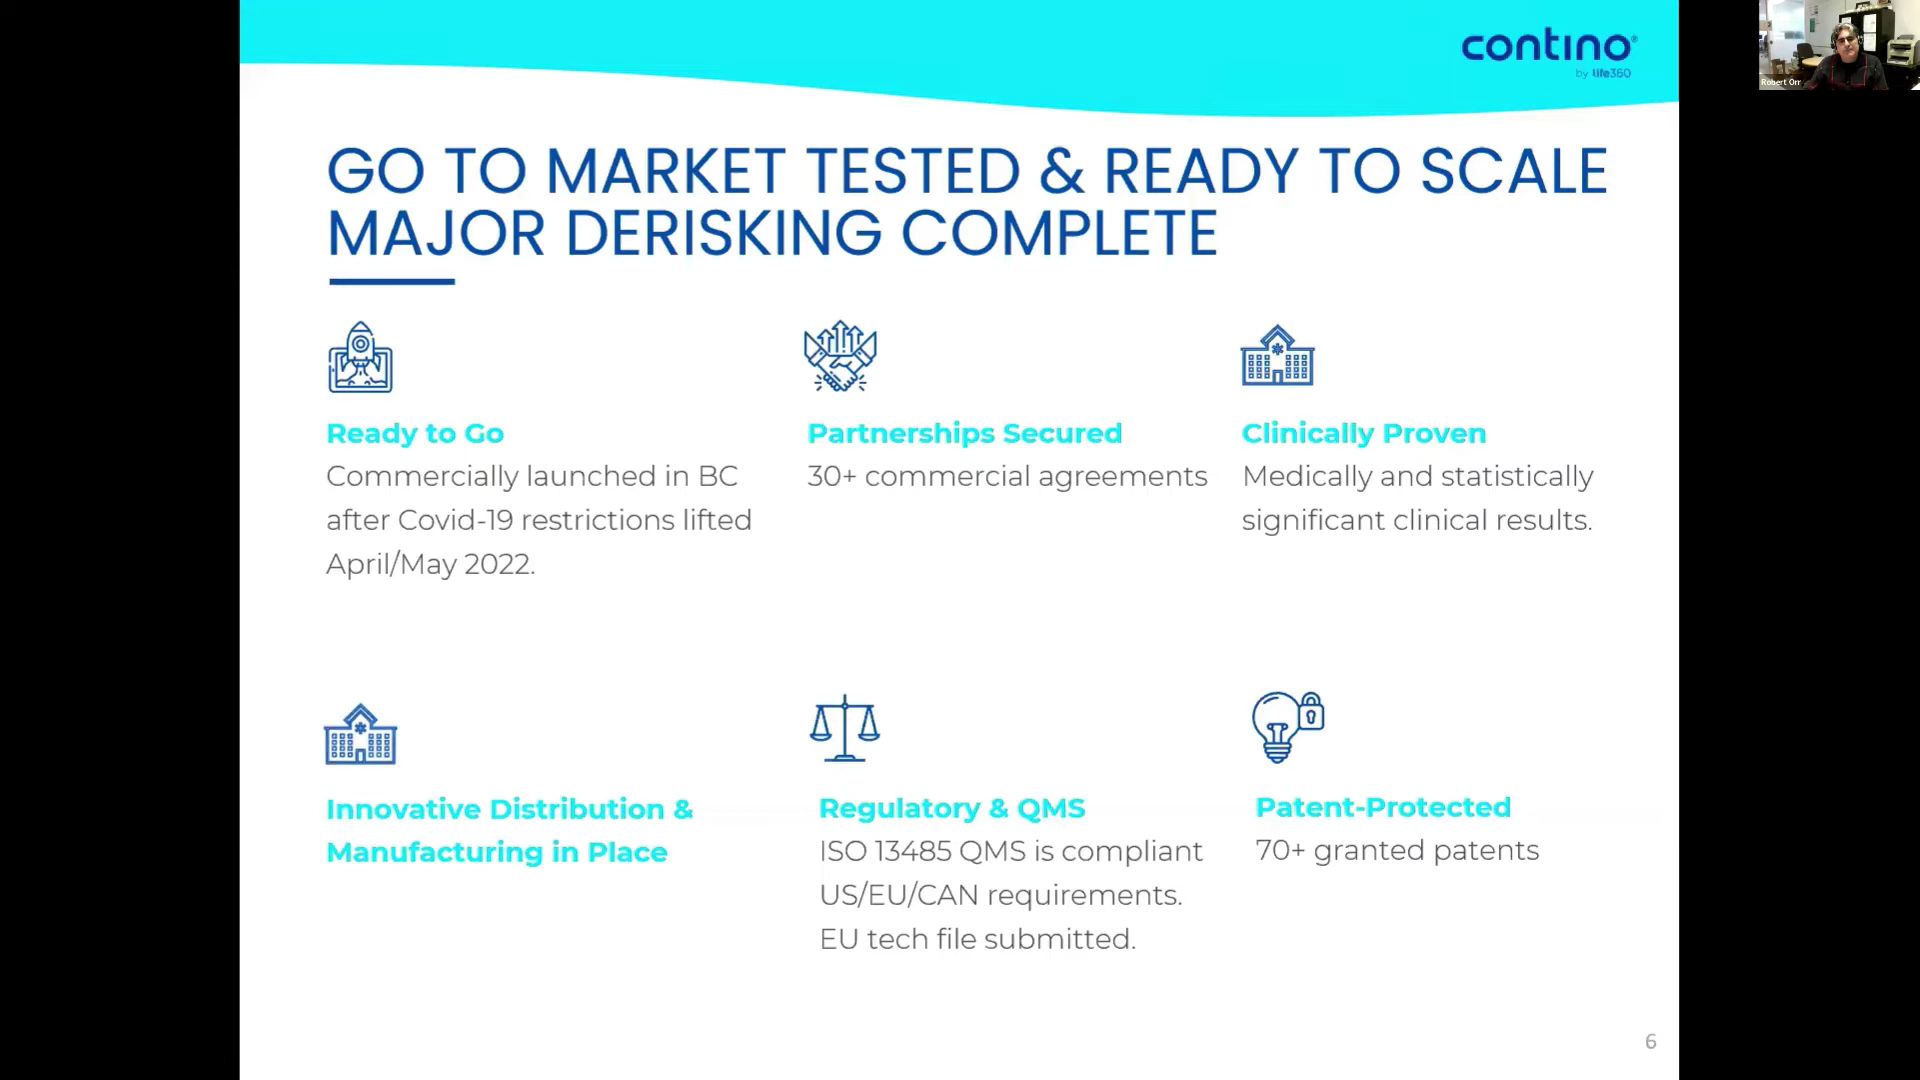 contino®
by life360
Robert Orr
GO TO MARKET TESTED & READY TO SCALE
MAJOR DERISKING COMPLETE
Ready to Go
Commercially launched in BC
after Covid-19 restrictions lifted
April/May 2022.
Partnerships Secured
30+ commercial agreements
Clinically Proven
Medically and statistically
significant clinical results.
Innovative Distribution &
Manufacturing in Place
Regulatory & QMS
ISO 13485 QMS is compliant
US/EU/CAN requirements.
EU tech file submitted.
Patent-Protected
70+ granted patents
6